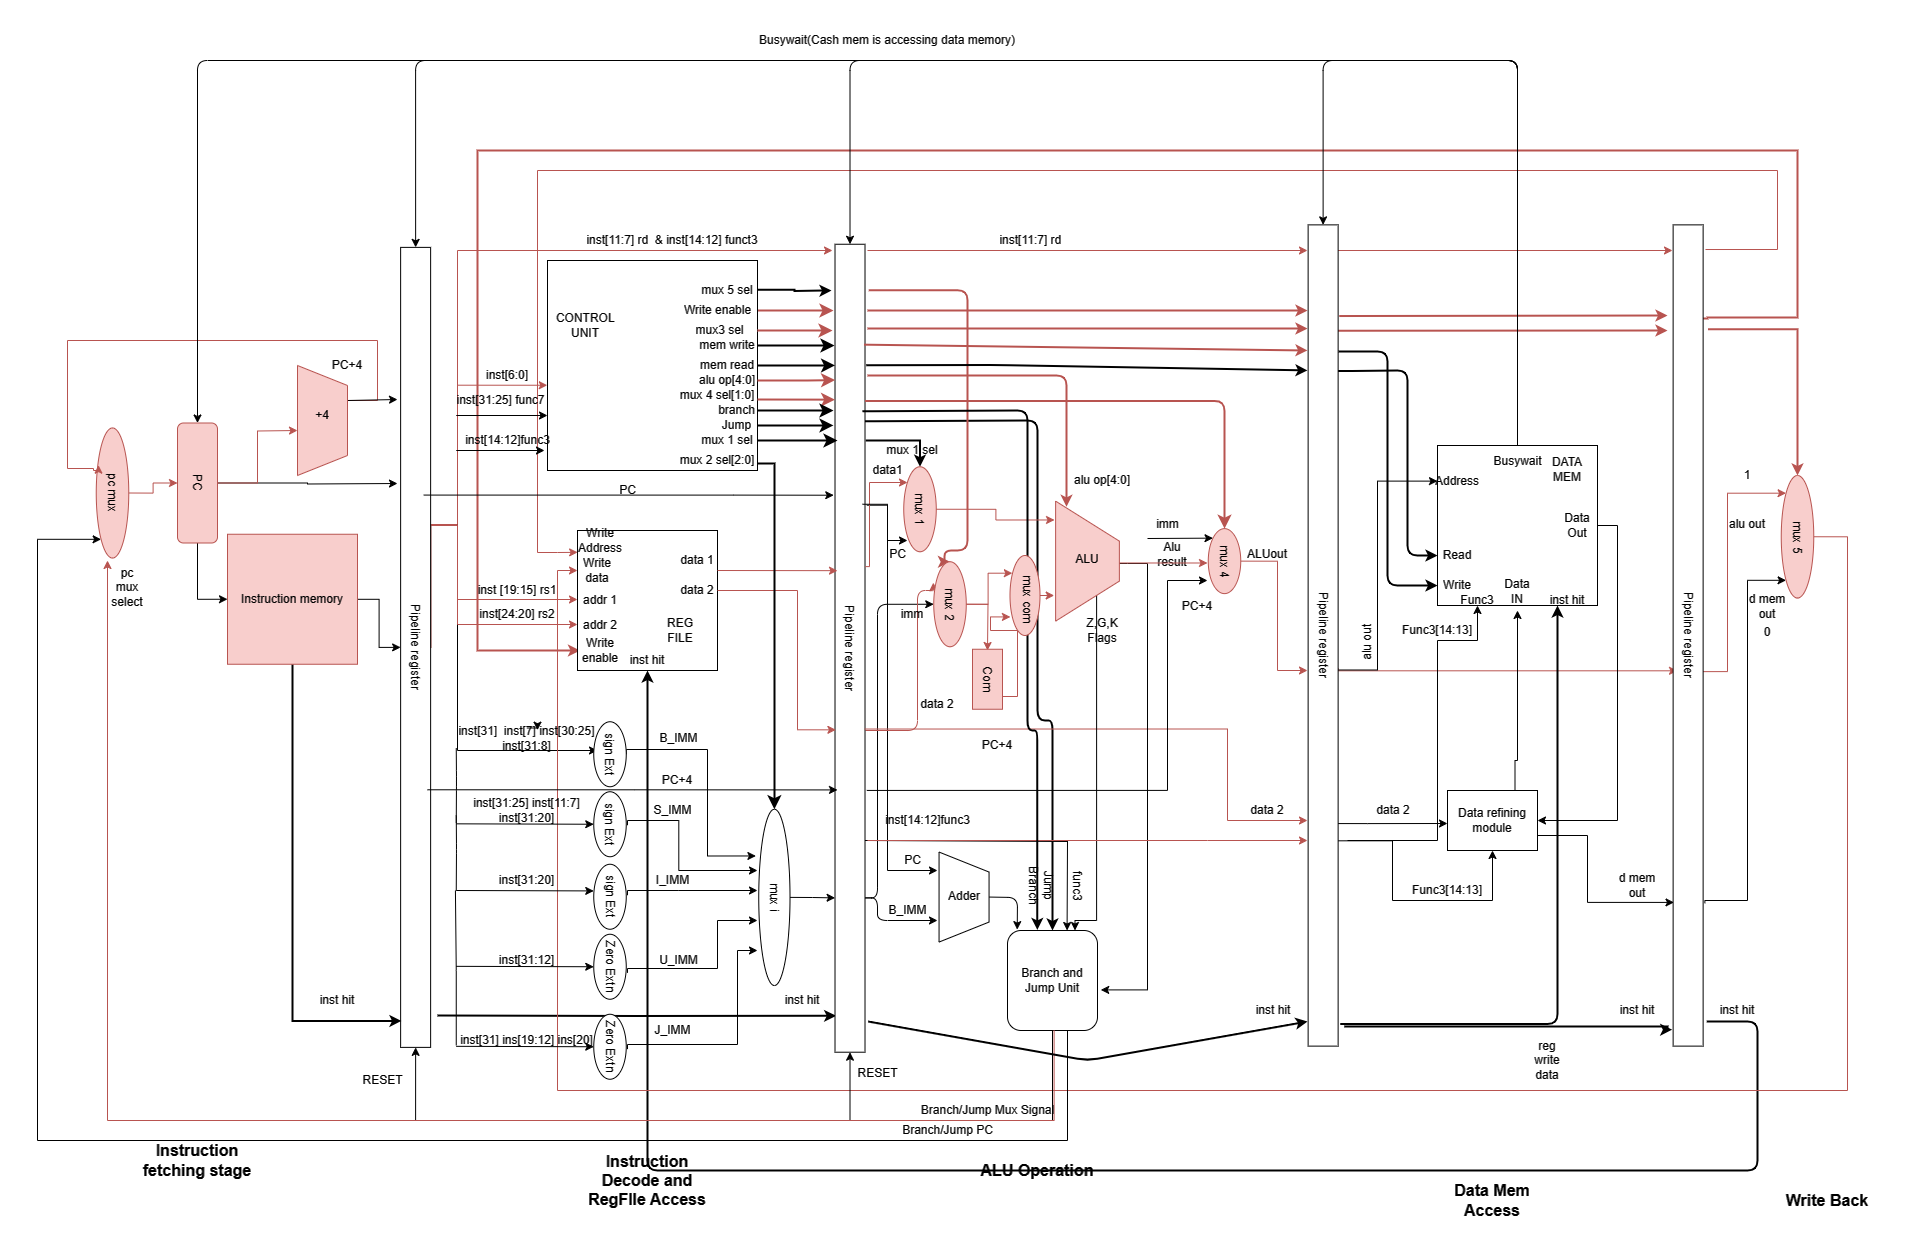 Busywait(Cash mem is accessing data memory)
inst[11:7] rd  & inst[14:12] funct3
inst[11:7] rd
CONTROL
UNIT
mux 5 sel
Write enable
mux3 sel
mem write
mem read
alu op[4:0]
mux 4 sel[1:0]
branch
Jump
mux 1 sel
mux 2 sel[2:0]
inst[6:0]
inst[31:25] func7
inst[14:12]func3
PC+4
+4
pc mux
PC
pc
mux
select
Instruction memory
inst hit
Pipeline register
RESET
PC
Write
Address
Write
data
addr 1
addr 2
Write
enable
data 1
data 2
REG
FILE
inst hit
inst [19:15] rs1
inst[24:20] rs2
inst[31]  inst[7] inst[30:25]
inst[31:8]
sign Ext
B_IMM
PC+4
inst[31:25] inst[11:7]
inst[31:20]
sign Ext
S_IMM
inst[31:20]
sign Ext
I_IMM
inst[31:12]
Zero Extn
U_IMM
inst[31] ins[19:12] ins[20]
Zero Extn
J_IMM
mux i
inst hit
Pipeline register
RESET
mux 1 sel
data1
mux 1
PC
imm
mux 2
data 2
mux com
Com
alu op[4:0]
ALU
Z,G,K
Flags
imm
Alu
result
mux 4
PC+4
ALUout
PC+4
inst[14:12]func3
PC
B_IMM
Adder
Branch
Jump
func3
Branch and
Jump Unit
data 2
inst hit
Branch/Jump Mux Signal
Branch/Jump PC
Pipeline register
alu out
Address
Busywait
DATA
MEM
Data
Out
Read
Write
Func3
Data
IN
inst hit
Func3[14:13]
data 2
Data refining
module
Func3[14:13]
d mem
out
inst hit
reg
write
data
Pipeline register
inst hit
1
alu out
mux 5
d mem
out
0
Instruction
fetching stage
Instruction
Decode and
RegFIle Access
ALU Operation
Data Mem
Access
Write Back